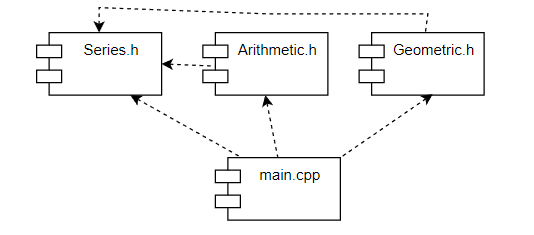 Series.h
Arithmetic.h
Geometric.h
main.cpp